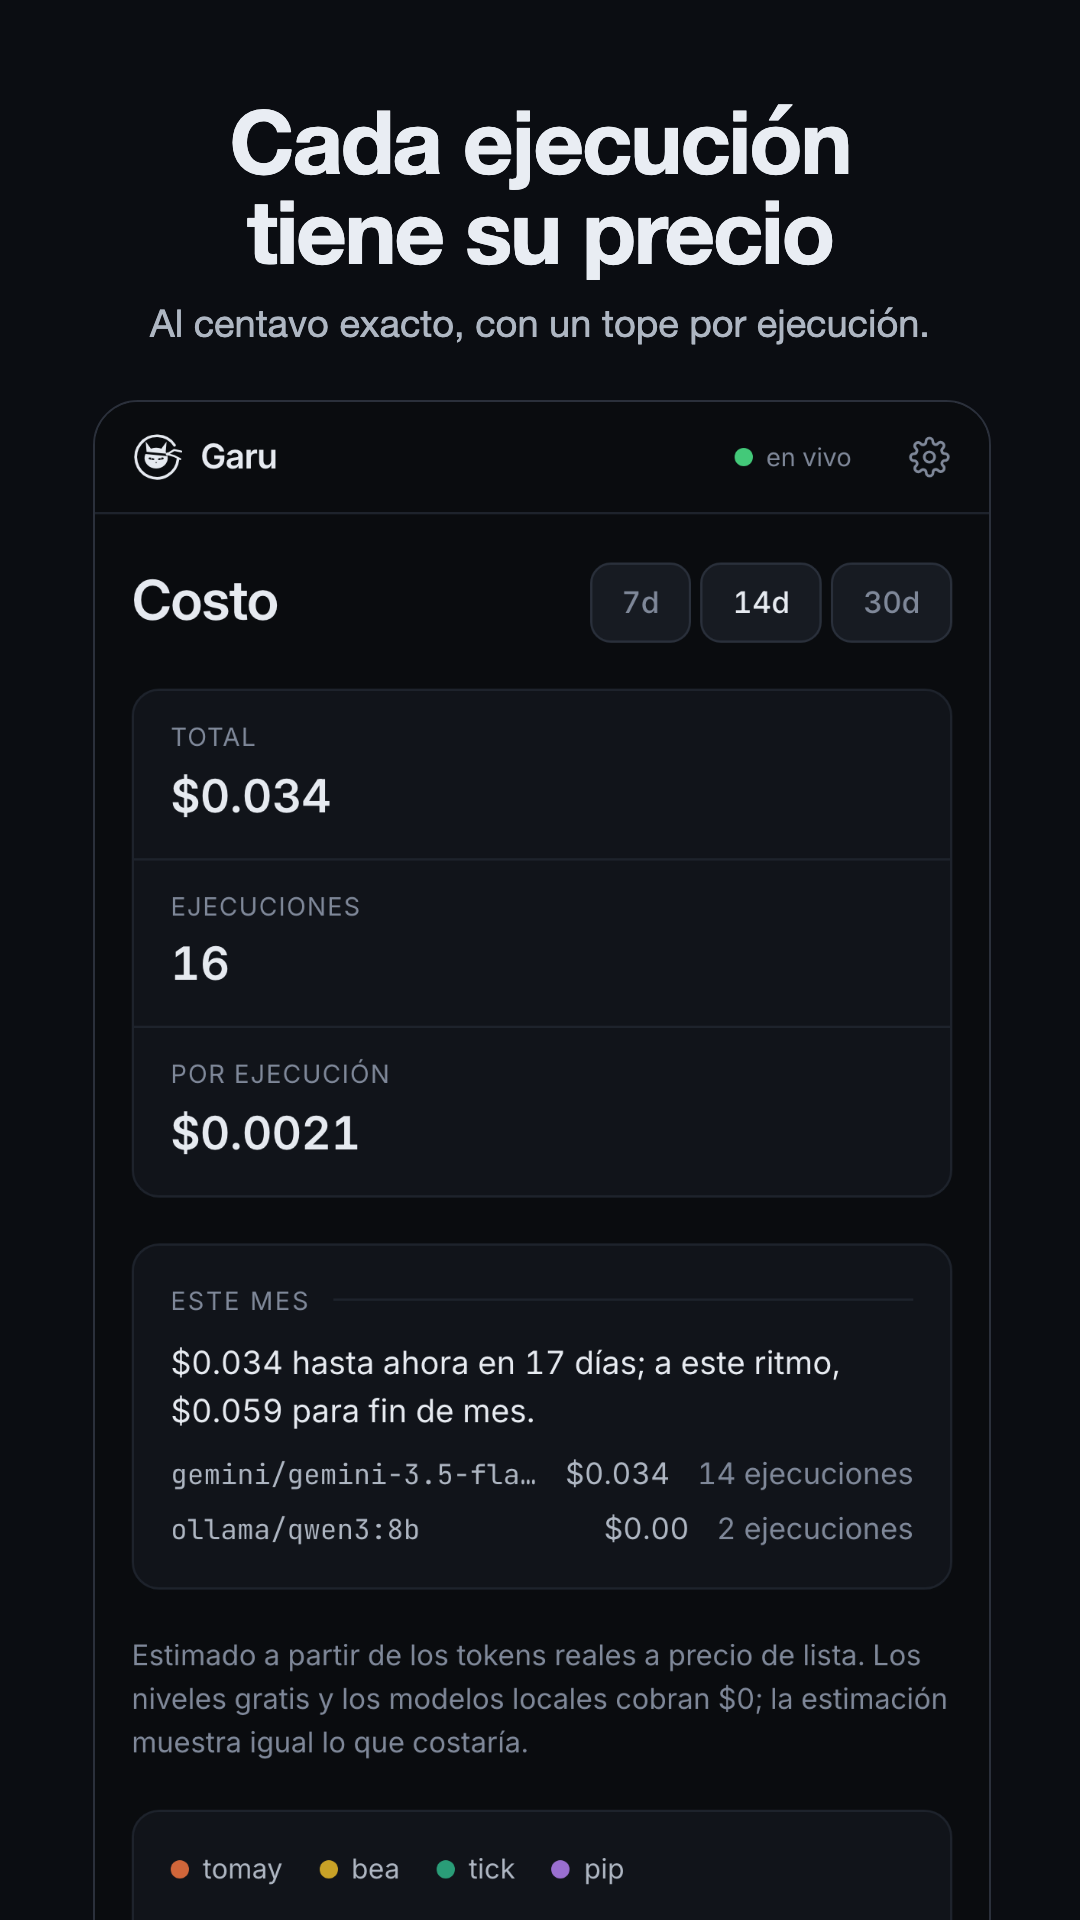 Cada ejecución
tiene su precio
Al centavo exacto, con un tope por ejecución.
Garu
en vivo
Costo
7d
14d
30d
TOTAL
$0.034
EJECUCIONES
16
POR EJECUCIÓN
$0.0021
ESTE MES
$0.034 hasta ahora en 17 días; a este ritmo,
$0.059 para fin de mes.
gemini/gemini-3.5-fla… $0.034 14 ejecuciones
ollama/qwen3:8b $0.00 2 ejecuciones
Estimado a partir de los tokens reales a precio de lista. Los
niveles gratis y los modelos locales cobran $0; la estimación
muestra igual lo que costaría.
tomay bea tick pip